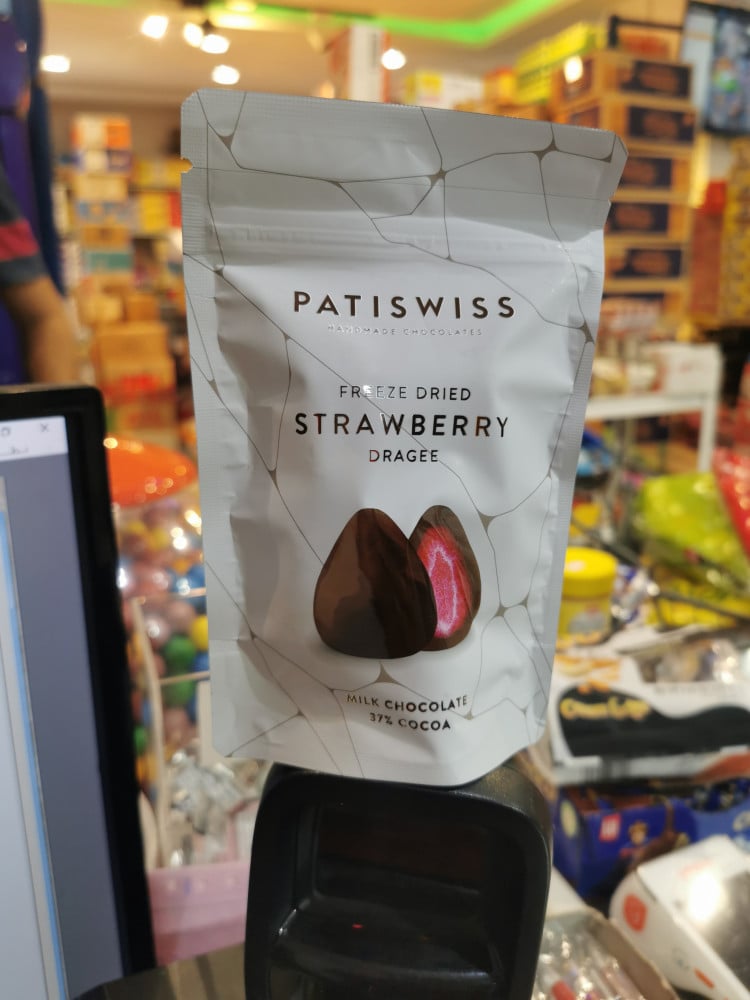 PATISWISS
HANDMADE CHOCOLATES
FREEZE DRIED
STRAWBERRY
DRAGEE
MILK CHOCOLATE
37% COCOA